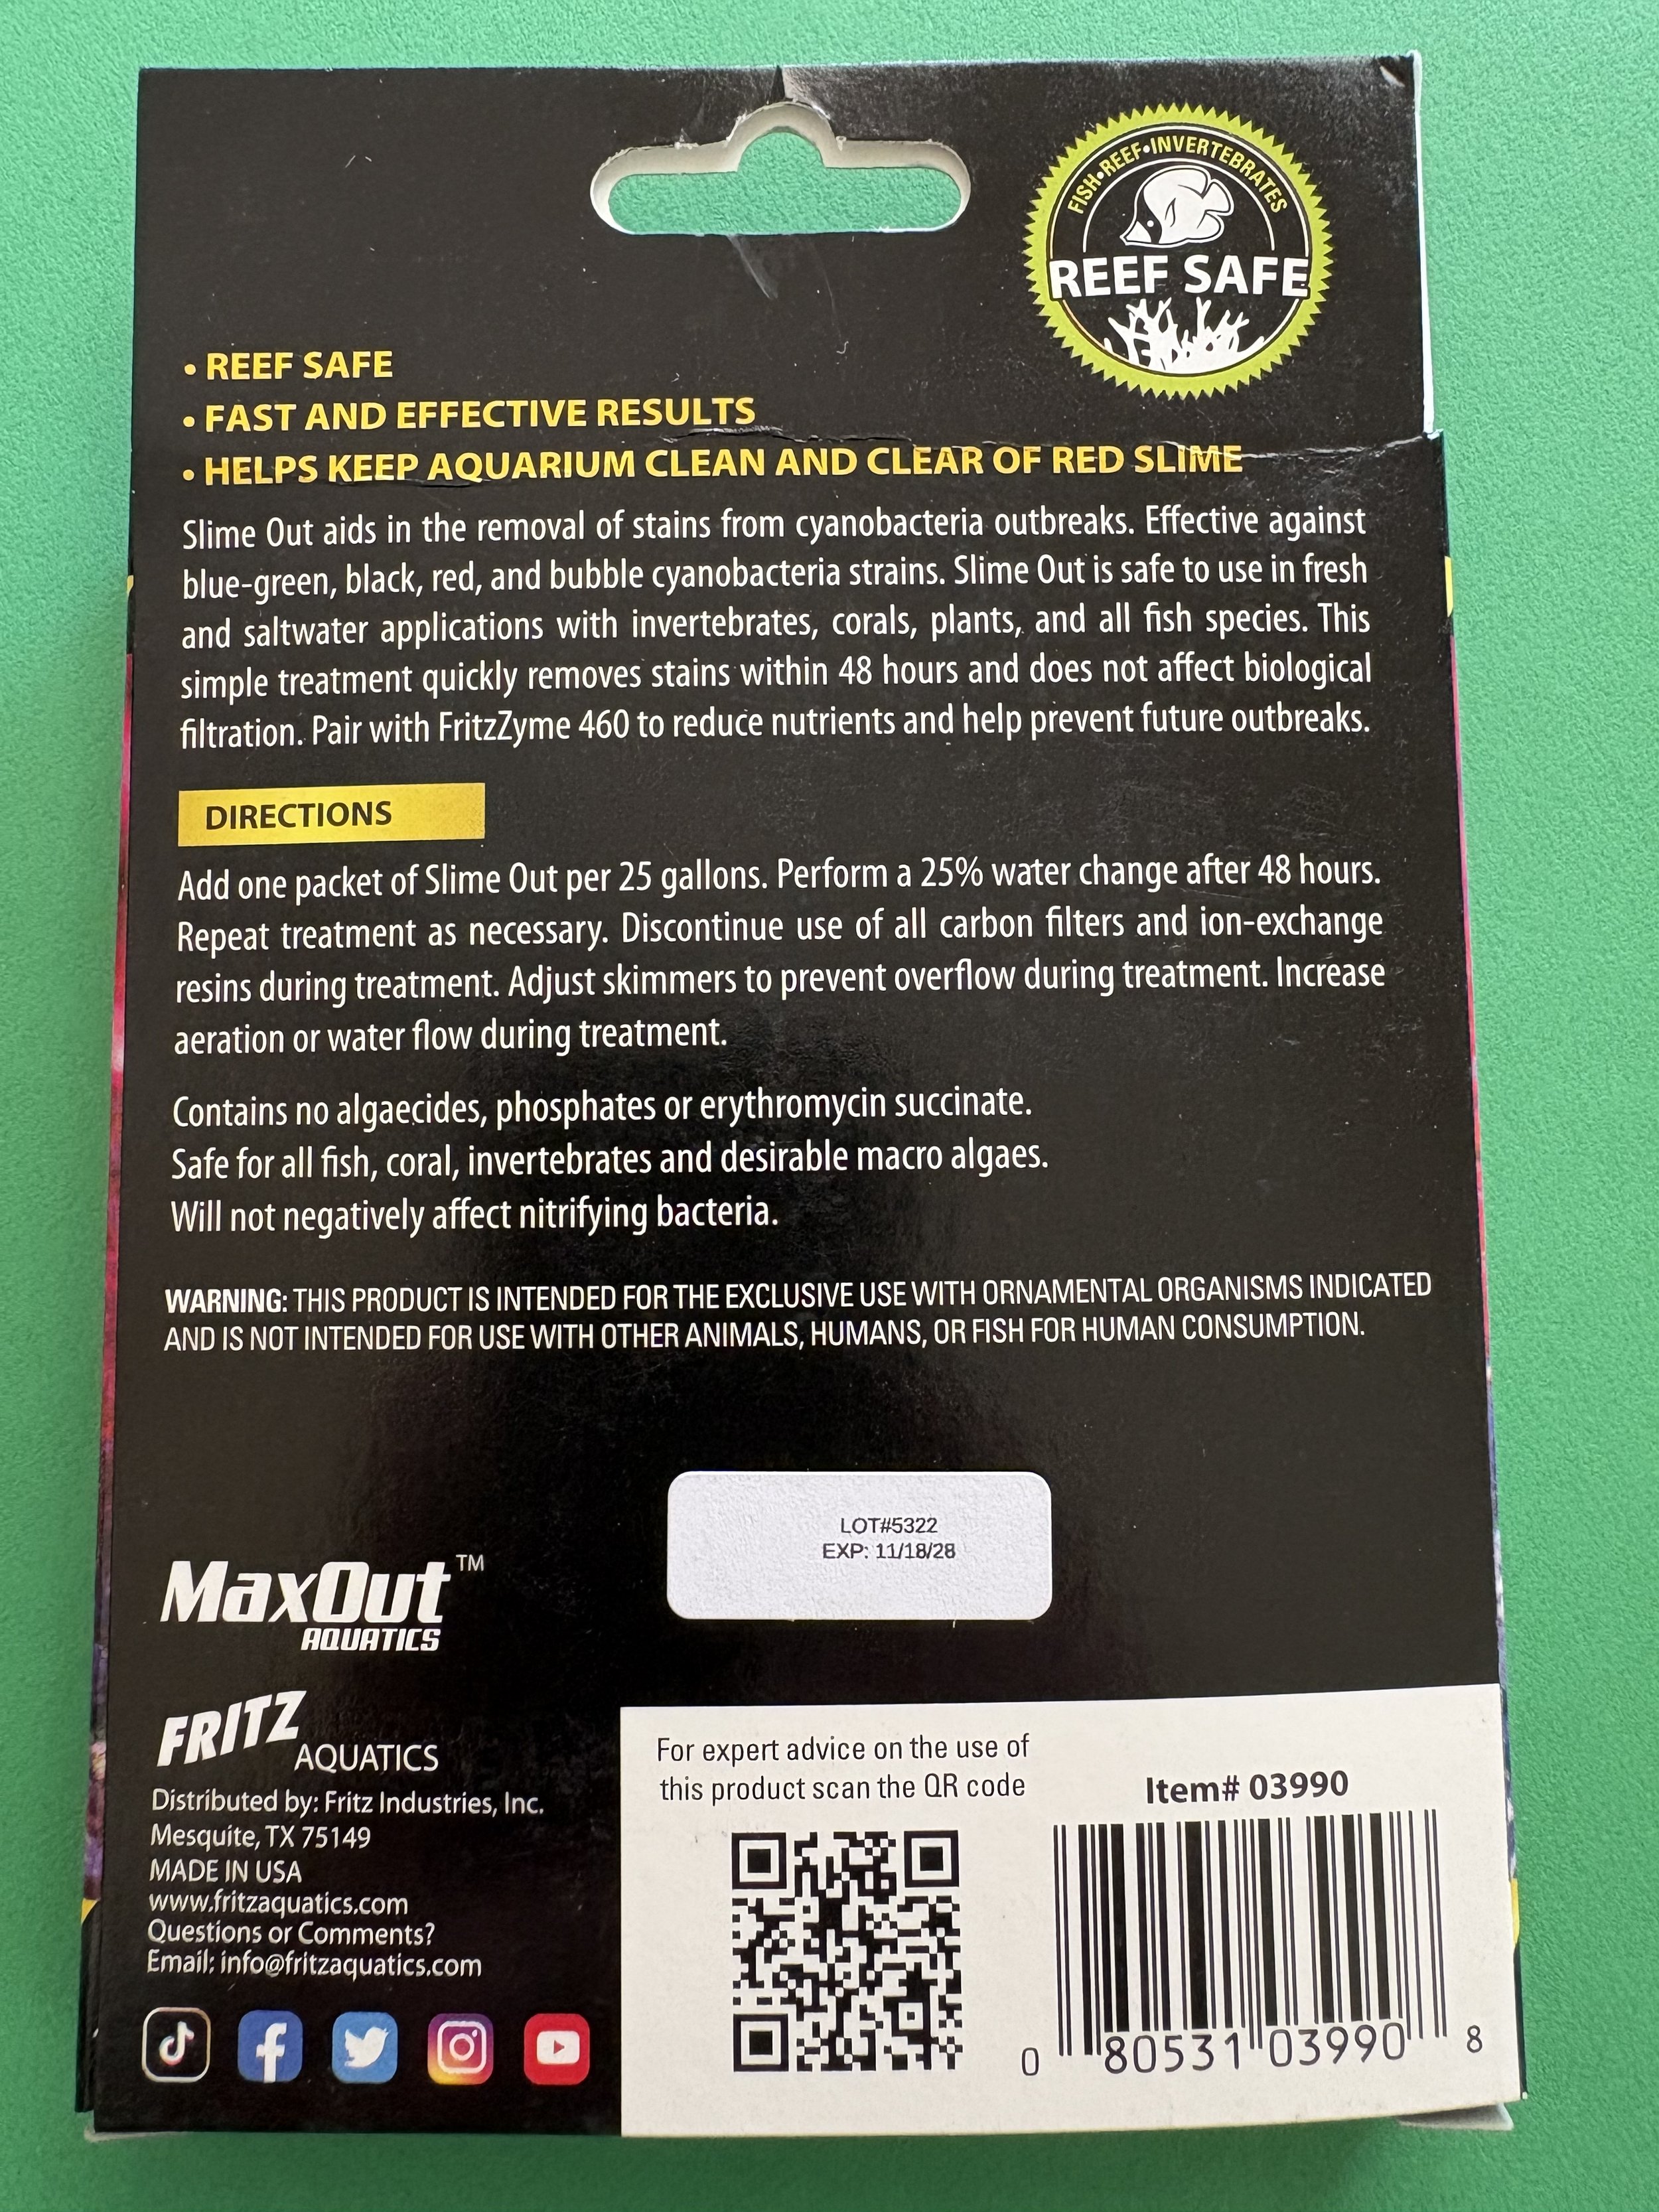 FISH•REEF•INVERTEBRATES
REEF SAFE
• REEF SAFE
• FAST AND EFFECTIVE RESULTS
• HELPS KEEP AQUARIUM CLEAN AND CLEAR OF RED SLIME
Slime Out aids in the removal of stains from cyanobacteria outbreaks. Effective against
blue-green, black, red, and bubble cyanobacteria strains. Slime Out is safe to use in fresh
and saltwater applications with invertebrates, corals, plants, and all fish species. This
simple treatment quickly removes stains within 48 hours and does not affect biological
filtration. Pair with FritzZyme 460 to reduce nutrients and help prevent future outbreaks.
DIRECTIONS
Add one packet of Slime Out per 25 gallons. Perform a 25% water change after 48 hours.
Repeat treatment as necessary. Discontinue use of all carbon filters and ion-exchange
resins during treatment. Adjust skimmers to prevent overflow during treatment. Increase
aeration or water flow during treatment.
Contains no algaecides, phosphates or erythromycin succinate.
Safe for all fish, coral, invertebrates and desirable macro algaes.
Will not negatively affect nitrifying bacteria.
WARNING: THIS PRODUCT IS INTENDED FOR THE EXCLUSIVE USE WITH ORNAMENTAL ORGANISMS INDICATED
AND IS NOT INTENDED FOR USE WITH OTHER ANIMALS, HUMANS, OR FISH FOR HUMAN CONSUMPTION.
LOT#5322
EXP: 11/18/28
MaxOut™
AQUATICS
FRITZ
AQUATICS
Distributed by: Fritz Industries, Inc.
Mesquite, TX 75149
MADE IN USA
www.fritzaquatics.com
Questions or Comments?
Email: info@fritzaquatics.com
For expert advice on the use of
this product scan the QR code
Item# 03990
0 80531 03990 8